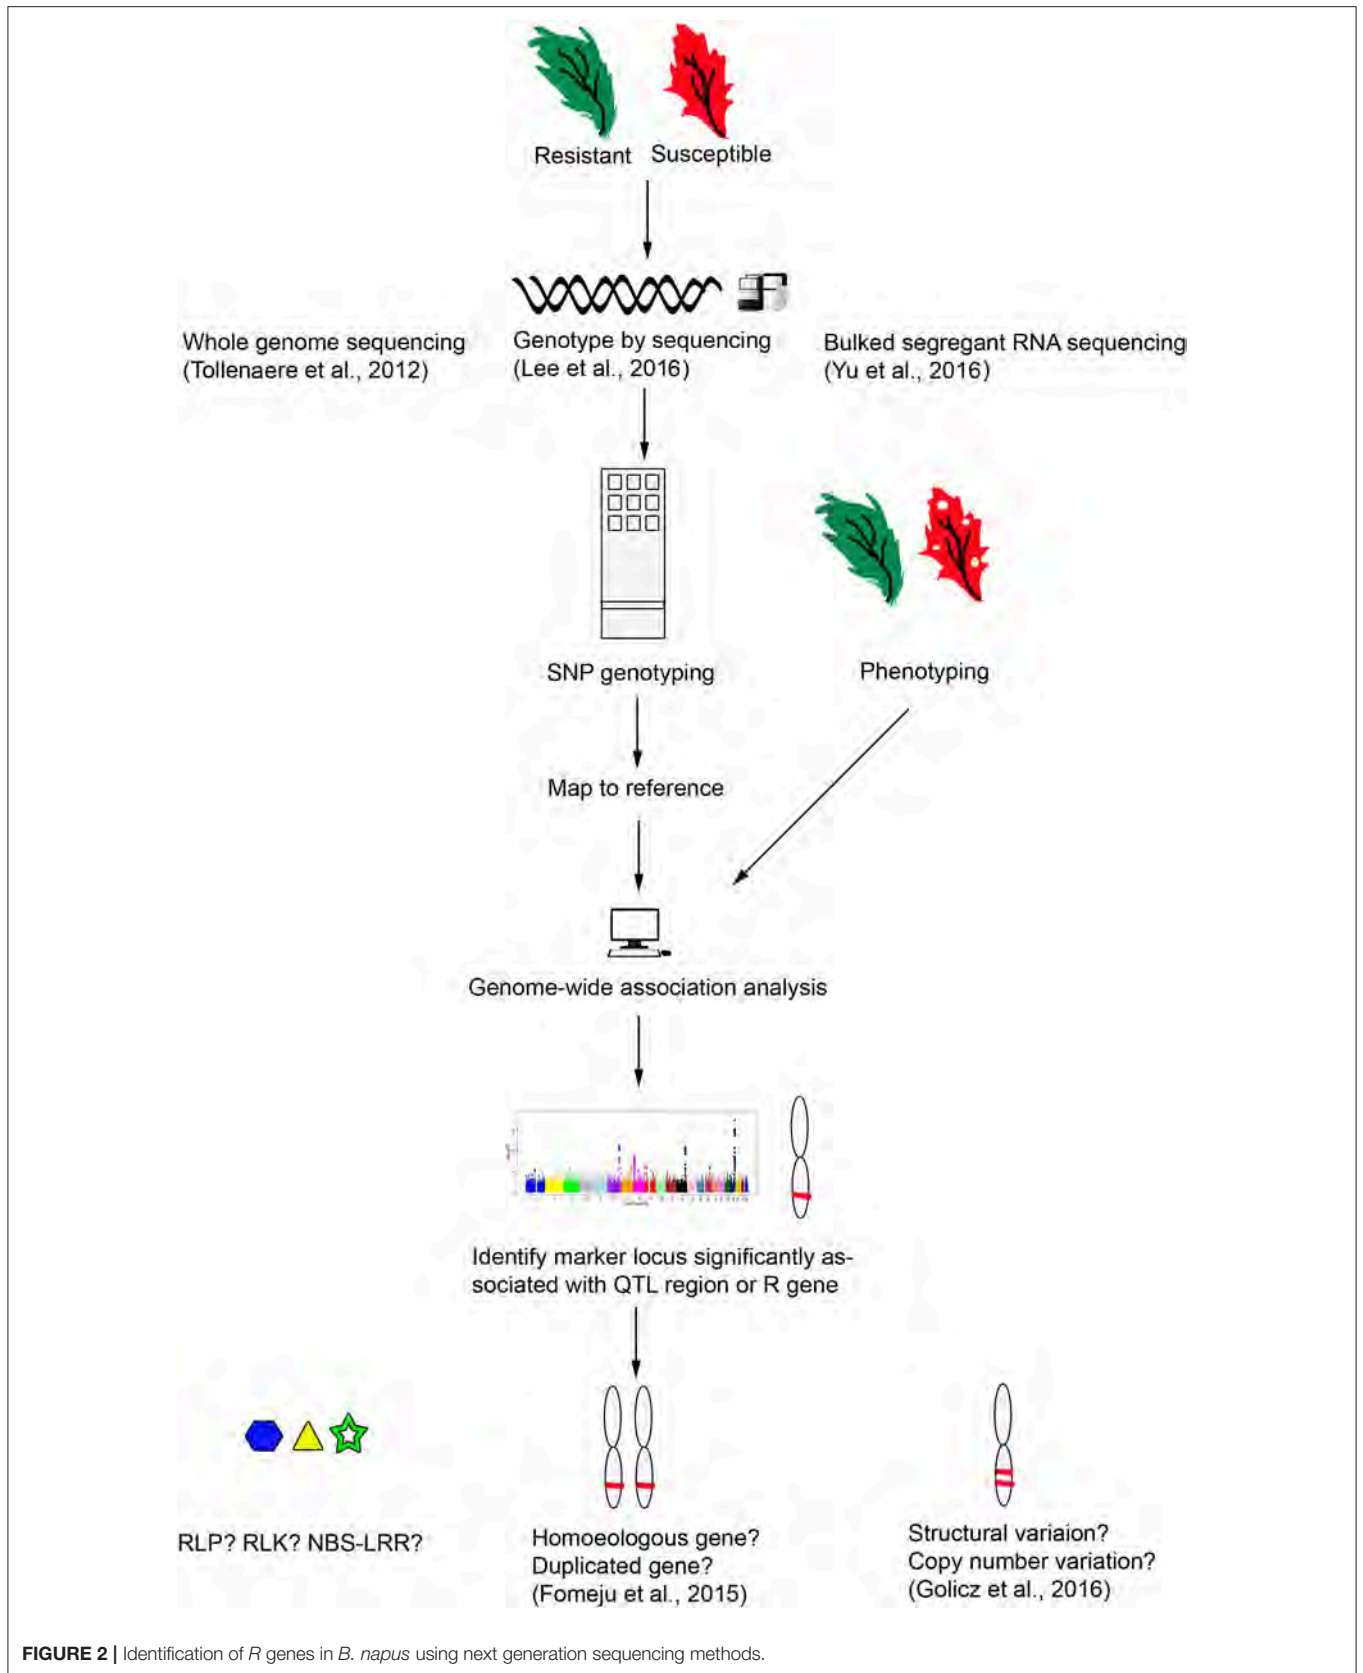 Resistant Susceptible
Whole genome sequencing
(Tollenaere et al., 2012)
Genotype by sequencing
(Lee et al., 2016)
Bulked segregant RNA sequencing
(Yu et al., 2016)
SNP genotyping
Phenotyping
Map to reference
Genome-wide association analysis
Identify marker locus significantly as-
sociated with QTL region or R gene
RLP? RLK? NBS-LRR?
Homoeologous gene?
Duplicated gene?
(Fomeju et al., 2015)
Structural variaion?
Copy number variation?
(Golicz et al., 2016)
FIGURE 2 | Identification of R genes in B. napus using next generation sequencing methods.